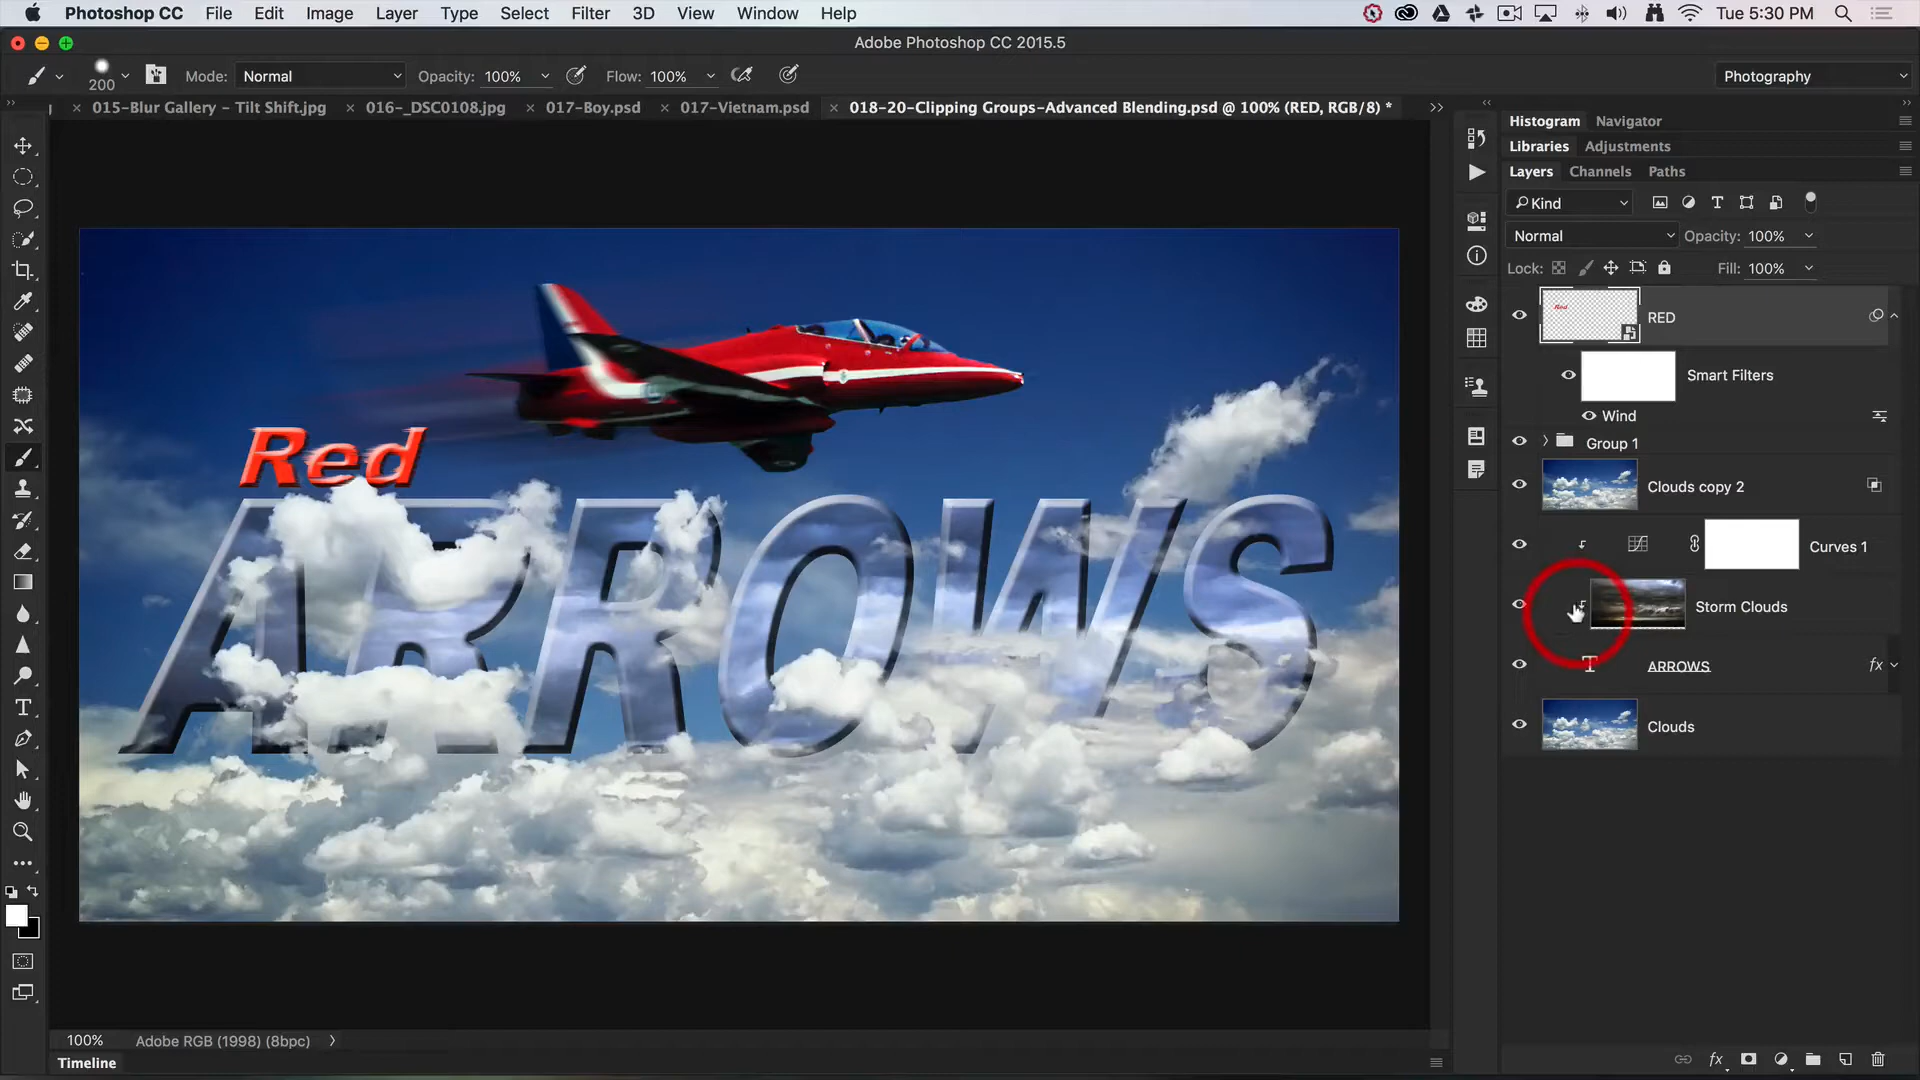 Photoshop CC File Edit Image Layer Type Select Filter 3D View Window Help Tue 5:30 PM
Adobe Photoshop CC 2015.5
200 Mode: Normal Opacity: 100% Flow: 100% Photography
015-Blur Gallery - Tilt Shift.jpg 016-_DSC0108.jpg 017-Boy.psd 017-Vietnam.psd 018-20-Clipping Groups-Advanced Blending.psd @ 100% (RED, RGB/8) *
Histogram Navigator
Libraries Adjustments
Layers Channels Paths
Kind
Normal Opacity: 100%
Lock: Fill: 100%
Red
RED
Smart Filters
Wind
Group 1
Clouds copy 2
Curves 1
Storm Clouds
ARROWS
fx
Clouds
Red
ARROWS
100% Adobe RGB (1998) (8bpc)
Timeline
fx